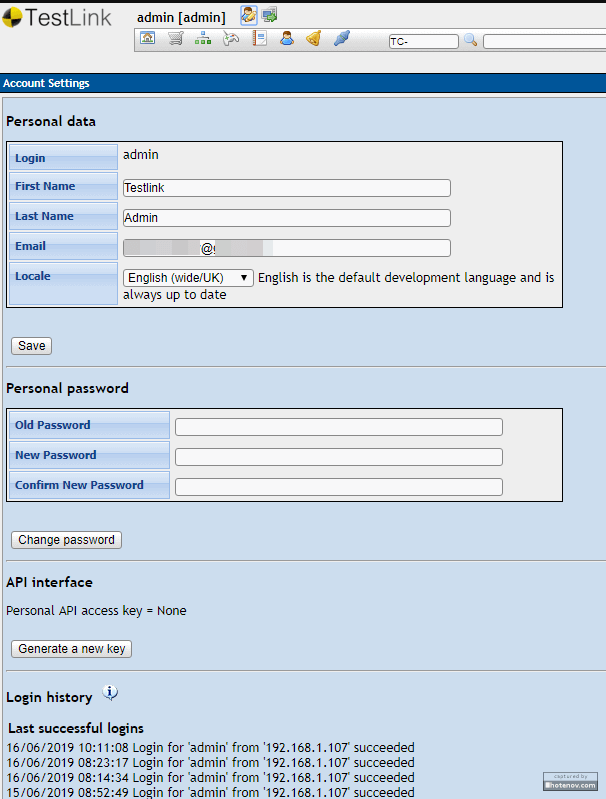 TestLink
admin [admin]
TC-
Account Settings
Personal data
Login admin
First Name Testlink
Last Name Admin
Email @
Locale English (wide/UK) English is the default development language and is
always up to date
Save
Personal password
Old Password
New Password
Confirm New Password
Change password
API interface
Personal API access key = None
Generate a new key
Login history
Last successful logins
16/06/2019 10:11:08 Login for 'admin' from '192.168.1.107' succeeded
16/06/2019 08:23:17 Login for 'admin' from '192.168.1.107' succeeded
16/06/2019 08:14:34 Login for 'admin' from '192.168.1.107' succeeded
15/06/2019 08:52:49 Login for 'admin' from '192.168.1.107' succeeded
captured by